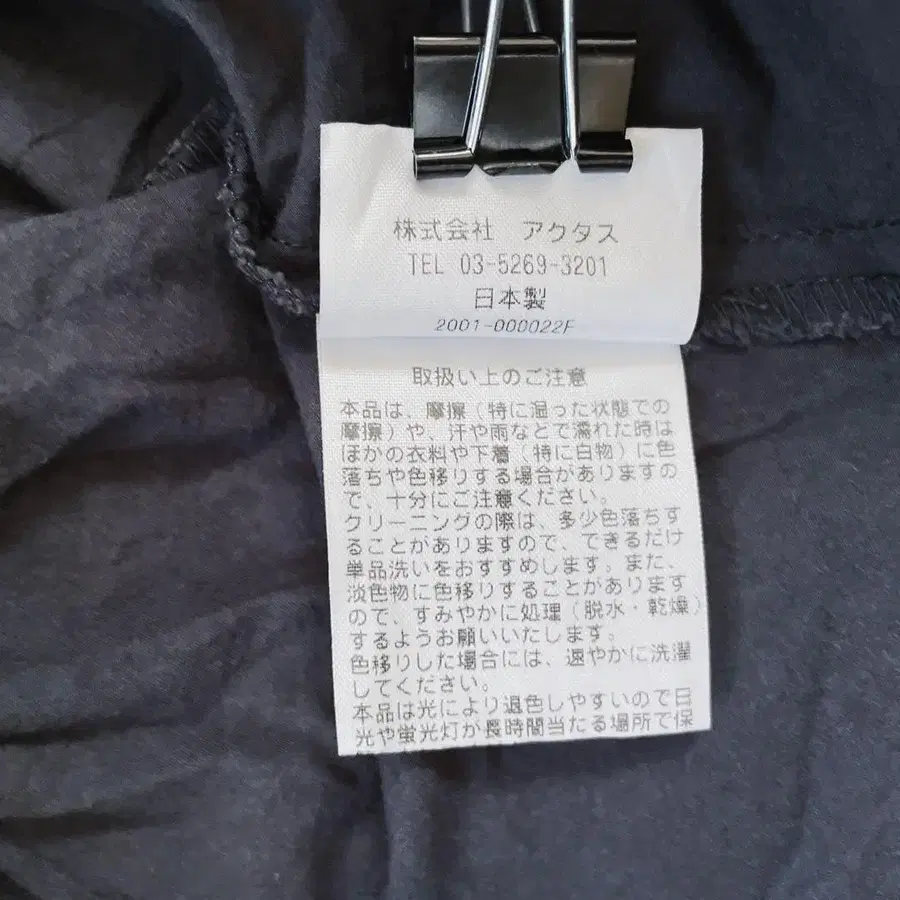 株式会社 アクタス
TEL 03-5269-3201
日本製
2001-000022F
取扱い上のご注意
本品は、摩擦(特に湿った状態での
摩擦)や、汗や雨などで濡れた時は
ほかの衣料や下着(特に白物)に色
落ちや色移りする場合がありますの
で、十分にご注意ください。
クリーニングの際は、多少色落ちす
ることがありますので、できるだけ
単品洗いをおすすめします。また、
淡色物に色移りすることがあります
ので、すみやかに処理(脱水・乾燥)
するようお願いいたします。
色移りした場合には、速やかに洗濯
してください。
本品は光により退色しやすいので日
光や蛍光灯が長時間当たる場所で保